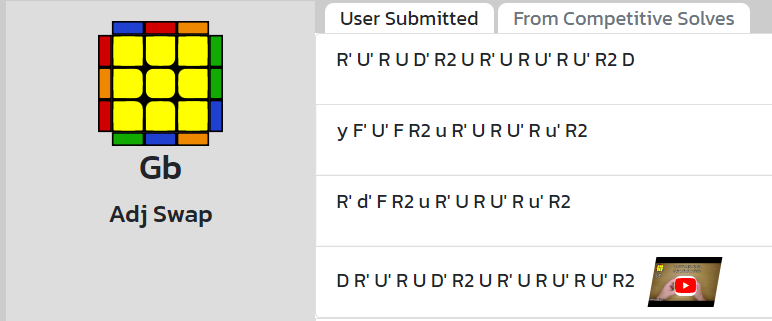 User Submitted
From Competitive Solves
R' U' R U D' R2 U R' U R U' R U' R2 D
y F' U' F R2 u R' U R U' R u' R2
Gb
Adj Swap
R' d' F R2 u R' U R U' R u' R2
D R' U' R U D' R2 U R' U R U' R U' R2